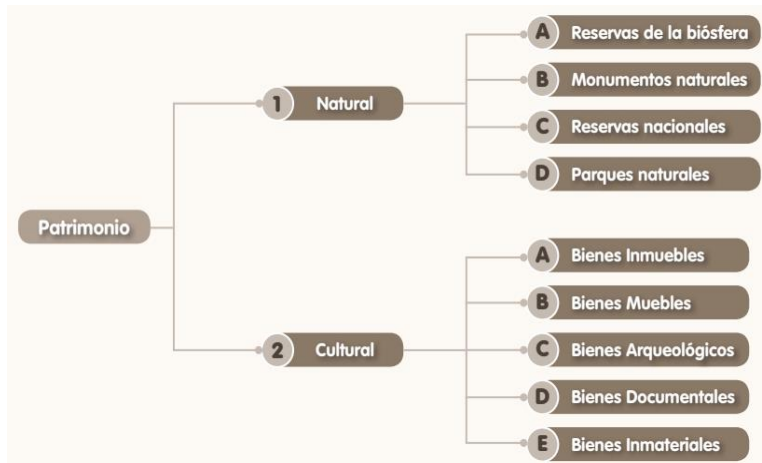 Patrimonio
1 Natural
A Reservas de la biósfera
B Monumentos naturales
C Reservas nacionales
D Parques naturales
2 Cultural
A Bienes Inmuebles
B Bienes Muebles
C Bienes Arqueológicos
D Bienes Documentales
E Bienes Inmateriales